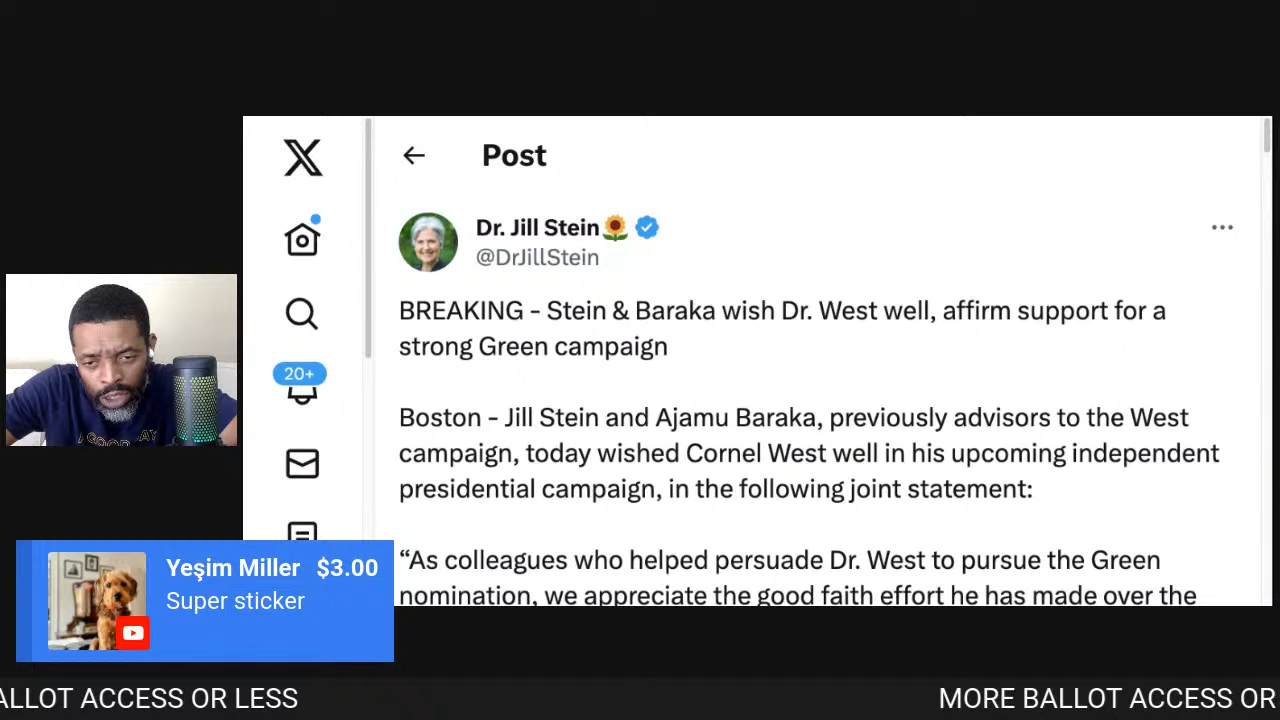 Post
Dr. Jill Stein🌻
@DrJillStein
BREAKING - Stein & Baraka wish Dr. West well, affirm support for a
strong Green campaign
Boston - Jill Stein and Ajamu Baraka, previously advisors to the West
campaign, today wished Cornel West well in his upcoming independent
presidential campaign, in the following joint statement:
“As colleagues who helped persuade Dr. West to pursue the Green
nomination, we appreciate the good faith effort he has made over the
20+
Yeşim Miller $3.00
Super sticker
ALLOT ACCESS OR LESS
MORE BALLOT ACCESS OR